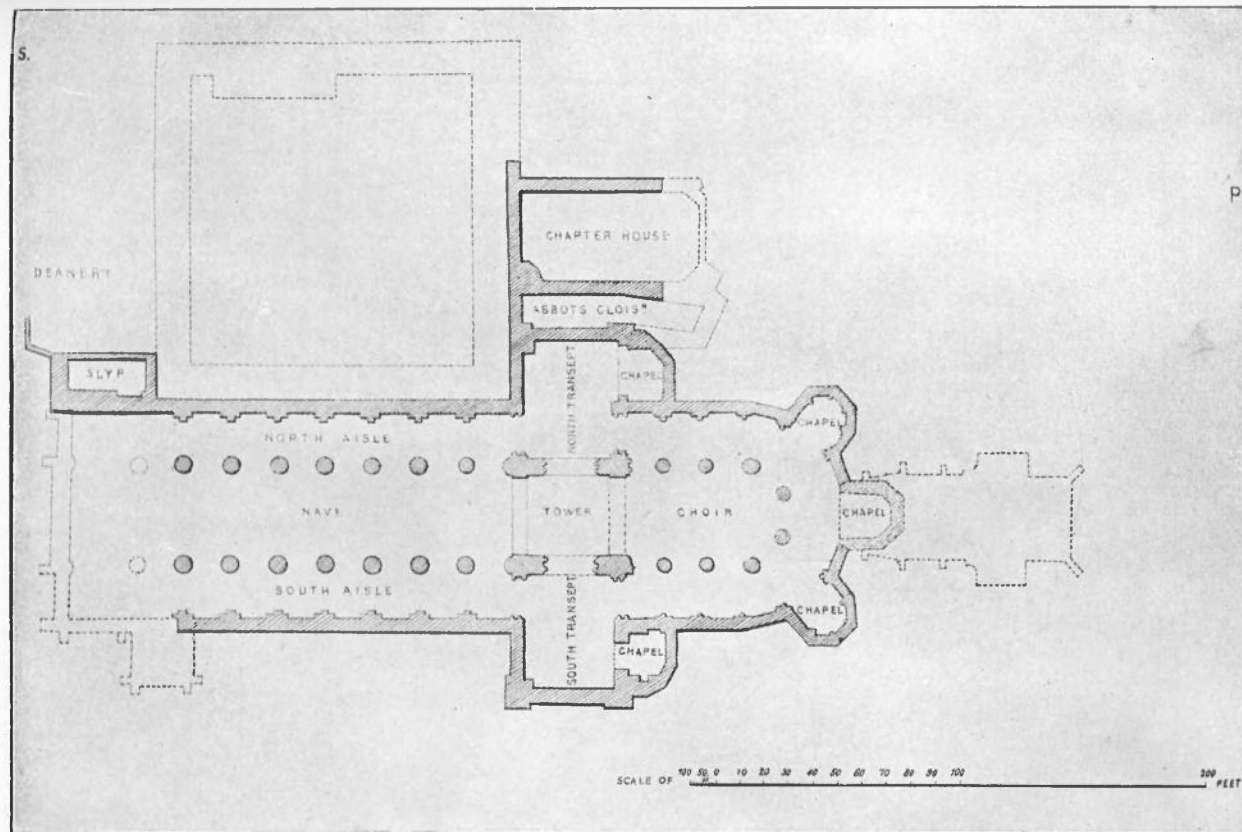 S.
P
CHAPTER HOUSE
DEANERY
ABBOTS CLOISR
SLYP
NORTH TRANSEPT
CHAPEL
CHAPEL
NORTH AISLE
NAVE
TOWER
CHOIR
CHAPEL
SOUTH AISLE
SOUTH TRANSEPT
CHAPEL
CHAPEL
SCALE OF
100 50 0 10 20 30 40 50 60 70 80 90 100 200
FEET